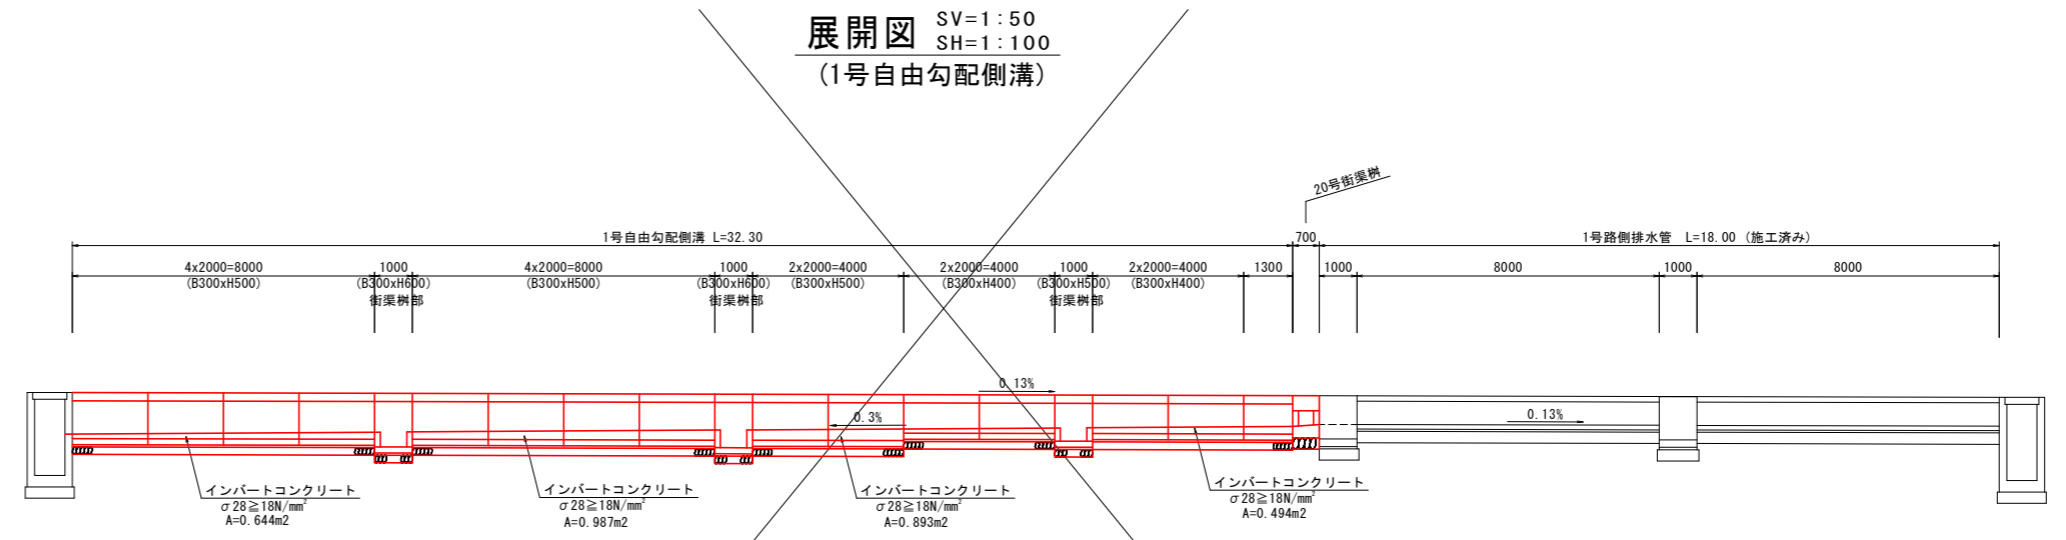 展開図 SV=1:50
SH=1:100
(1号自由勾配側溝)
20号街渠桝
1号自由勾配側溝 L=32.30
700
1号路側排水管 L=18.00 (施工済み)
4x2000=8000
(B300xH500)
1000
(B300xH600)
街渠桝部
4x2000=8000
(B300xH500)
1000
(B300xH600)
街渠桝部
2x2000=4000
(B300xH500)
2x2000=4000
(B300xH400)
1000
(B300xH500)
街渠桝部
2x2000=4000
(B300xH400)
1300
1000
8000
1000
8000
0.13%
0.3%
0.13%
インバートコンクリート
σ28≧18N/mm²
A=0.644m2
インバートコンクリート
σ28≧18N/mm²
A=0.987m2
インバートコンクリート
σ28≧18N/mm²
A=0.893m2
インバートコンクリート
σ28≧18N/mm²
A=0.494m2